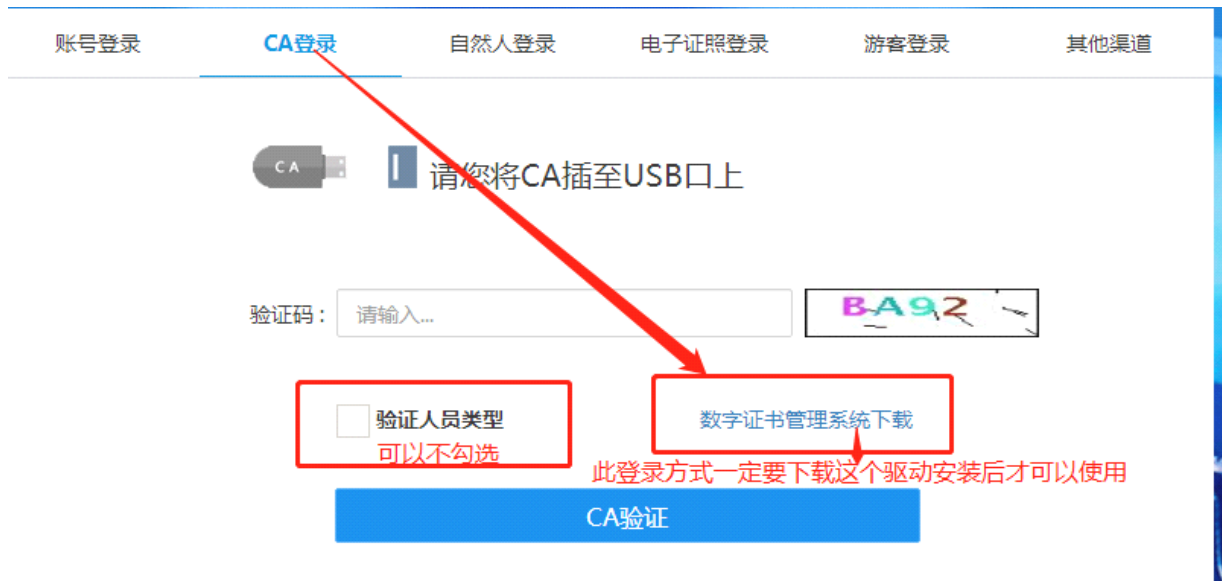 账号登录 CA登录 自然人登录 电子证照登录 游客登录 其他渠道
CA 请您将CA插至USB口上
验证码： 请输入... BA92
验证人员类型 数字证书管理系统下载
可以不勾选
此登录方式一定要下载这个驱动安装后才可以使用
CA验证